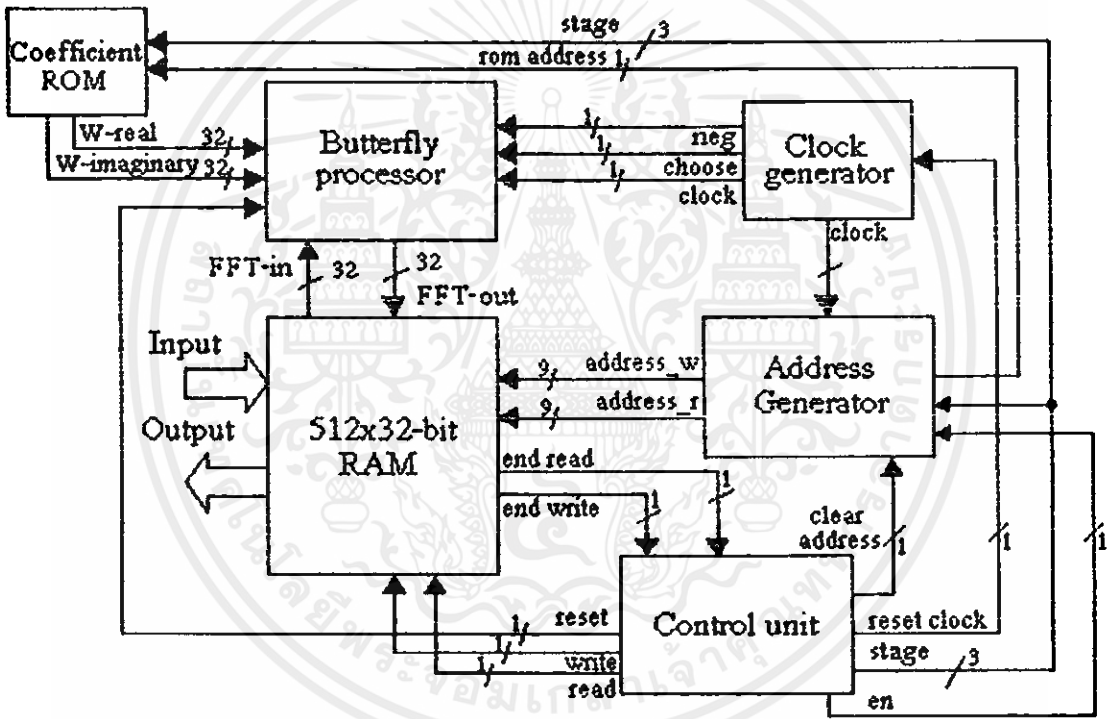 Coefficient
ROM
stage
3
rom address 1
W-real
32
W-imaginary 32
Butterfly
processor
1
neg
1
choose
1
clock
Clock
generator
clock
FFT-in
32
32
FFT-out
Input
Output
512x32-bit
RAM
9
address_w
9
address_r
Address
Generator
end read
end write
1
1
clear
address
1
1
1
Control unit
1
reset
1
write
1
read
reset clock
stage
3
en